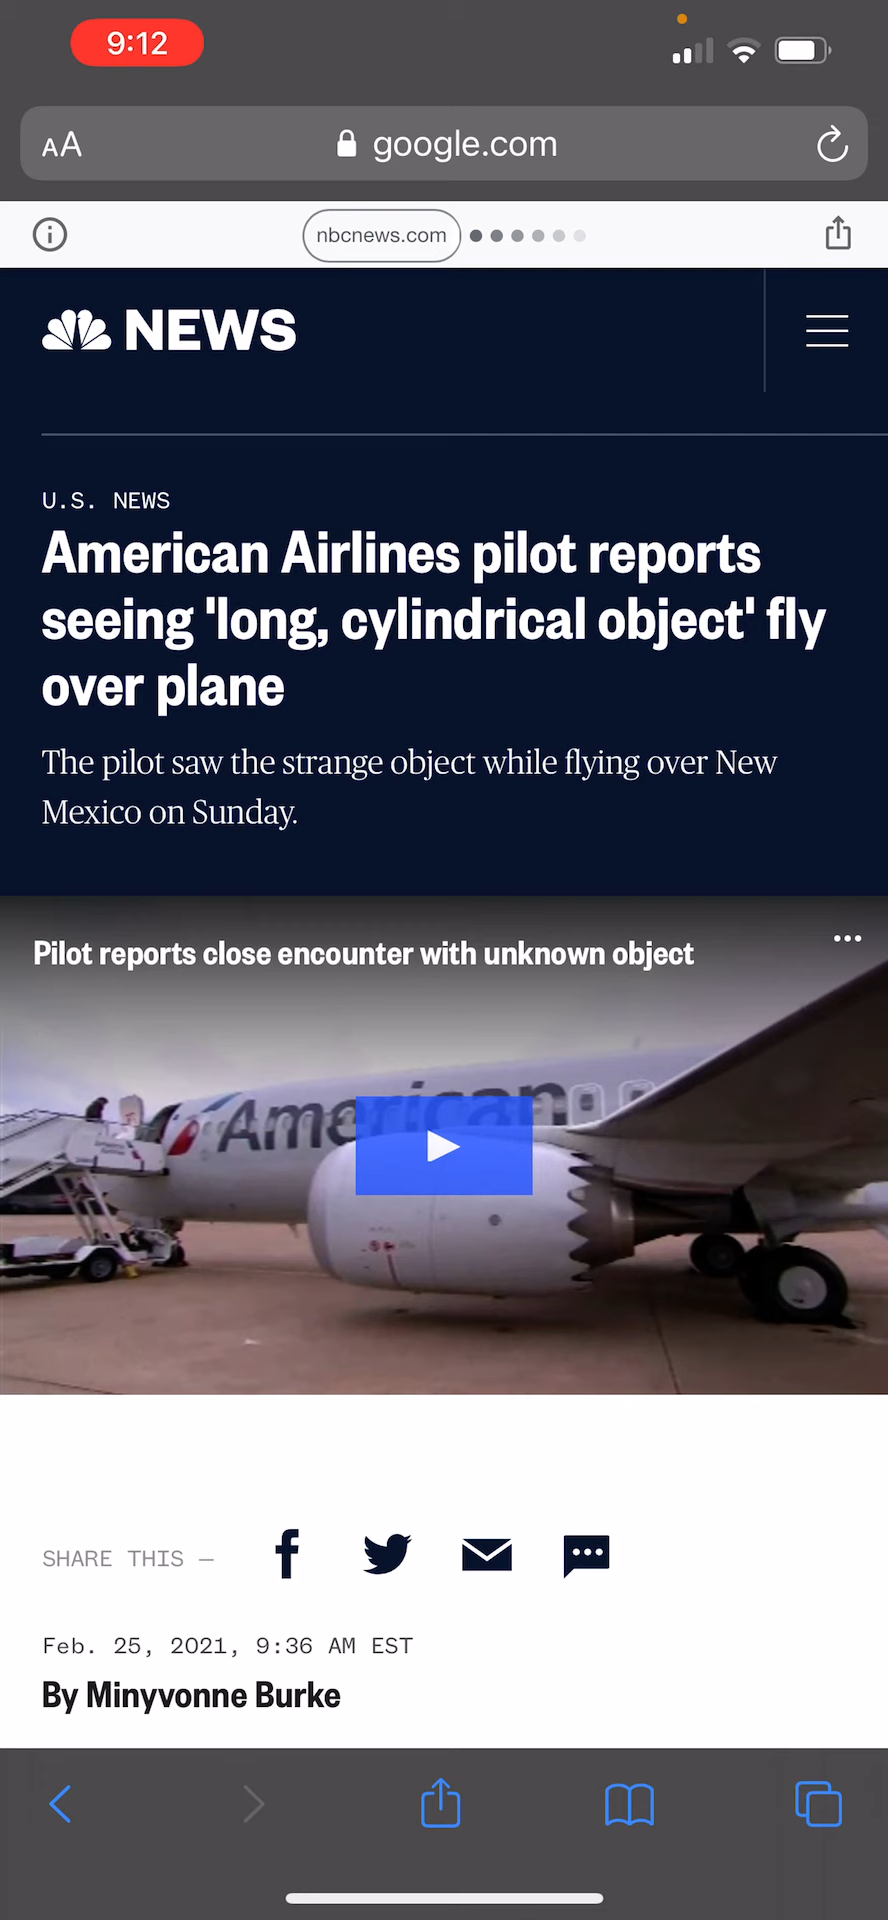 9:12
AA google.com
nbcnews.com
NEWS
U.S. NEWS
American Airlines pilot reports
seeing 'long, cylindrical object' fly
over plane
The pilot saw the strange object while flying over New
Mexico on Sunday.
Pilot reports close encounter with unknown object
American
SHARE THIS —
Feb. 25, 2021, 9:36 AM EST
By Minyvonne Burke